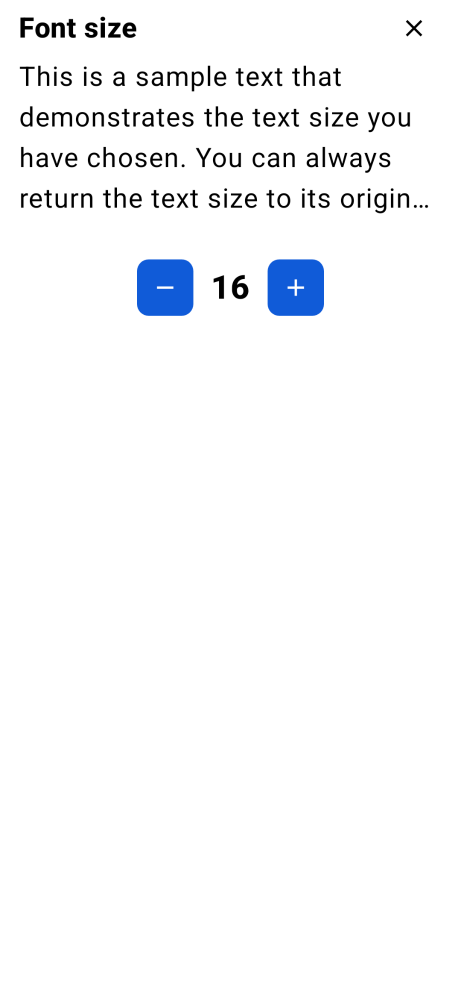 Font size
This is a sample text that
demonstrates the text size you
have chosen. You can always
return the text size to its origin…
16